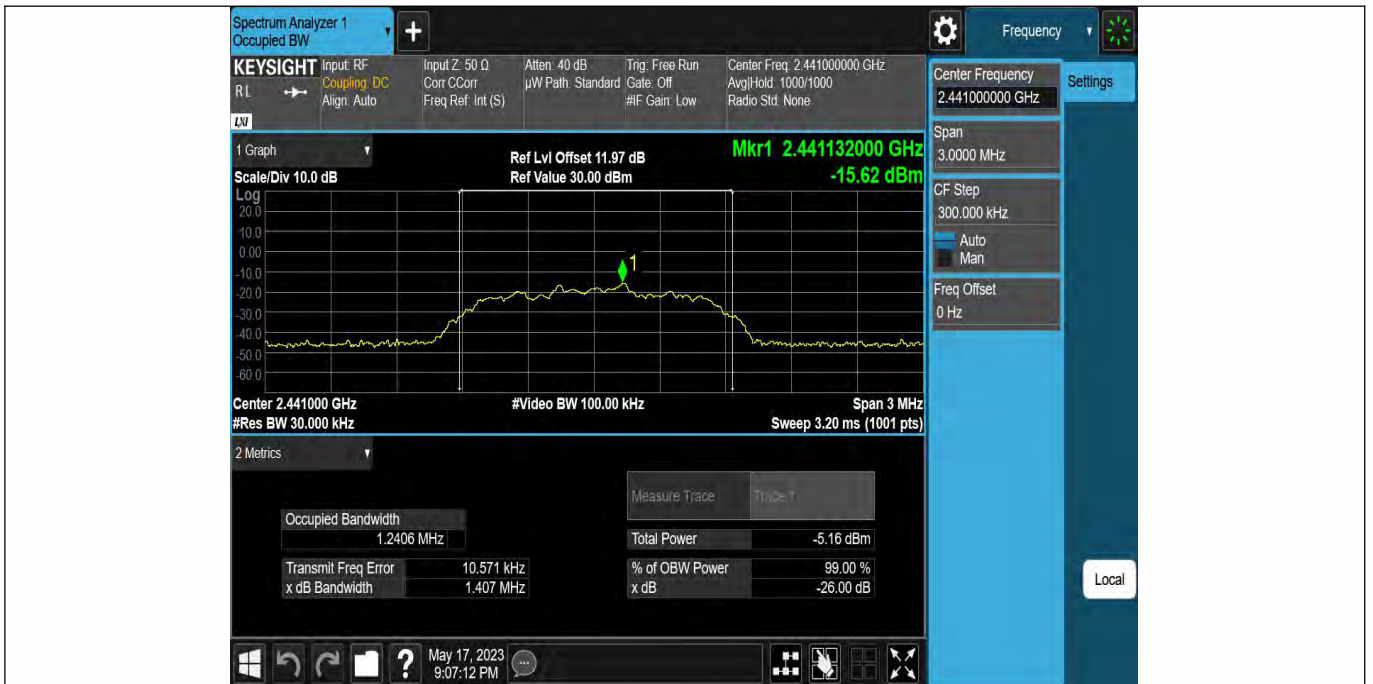 Spectrum Analyzer 1
Occupied BW
+
Frequency
KEYSIGHT
R L
LXI
Input: RF
Coupling: DC
Align: Auto
Input Z: 50 Ω
Corr CCorr
Freq Ref: Int (S)
Atten: 40 dB
µW Path: Standard
Trig: Free Run
Gate: Off
#IF Gain: Low
Center Freq: 2.441000000 GHz
Avg|Hold: 1000/1000
Radio Std: None
Center Frequency
2.441000000 GHz
Settings
Span
3.0000 MHz
CF Step
300.000 kHz
Auto
Man
Freq Offset
0 Hz
Local
1 Graph
Scale/Div 10.0 dB
Ref Lvl Offset 11.97 dB
Ref Value 30.00 dBm
Mkr1 2.441132000 GHz
-15.62 dBm
Log
20.0
10.0
0.00
-10.0
-20.0
-30.0
-40.0
-50.0
-60.0
1
Center 2.441000 GHz
#Video BW 100.00 kHz
Span 3 MHz
#Res BW 30.000 kHz
Sweep 3.20 ms (1001 pts)
2 Metrics
Measure Trace
Trace 1
Occupied Bandwidth
1.2406 MHz
Total Power
-5.16 dBm
Transmit Freq Error
10.571 kHz
% of OBW Power
99.00 %
x dB Bandwidth
1.407 MHz
x dB
-26.00 dB
?
May 17, 2023
9:07:12 PM